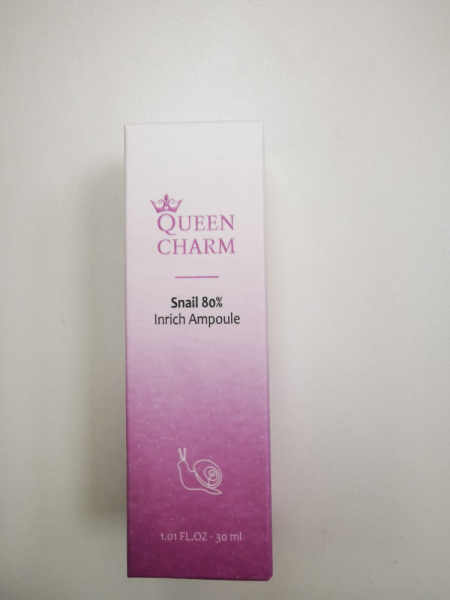 QUEEN
CHARM
Snail 80%
Inrich Ampoule
1.01 FL.OZ · 30 ml